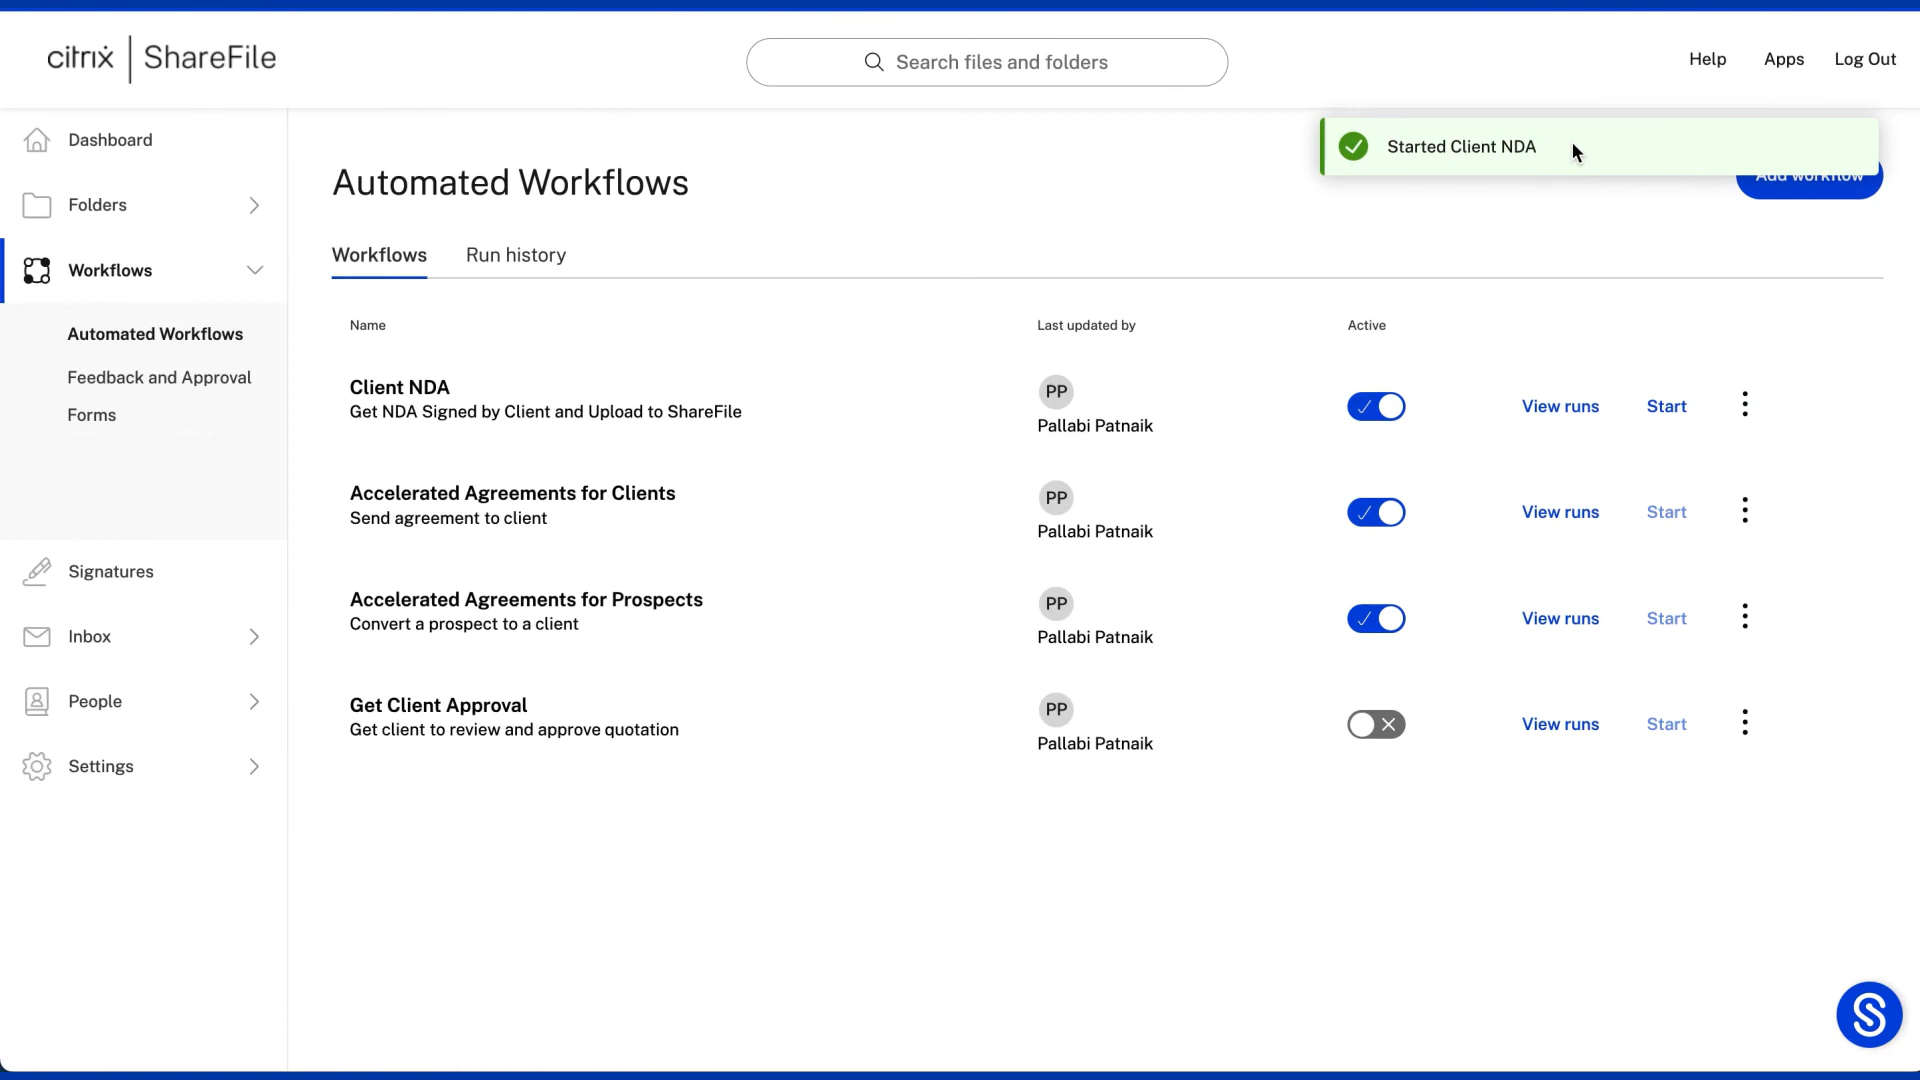 citrix | ShareFile
Search files and folders
Help
Apps
Log Out
Dashboard
Folders
Workflows
Automated Workflows
Feedback and Approval
Forms
Signatures
Inbox
People
Settings
Started Client NDA
Add workflow
Automated Workflows
Workflows
Run history
Name
Last updated by
Active
Client NDA
Get NDA Signed by Client and Upload to ShareFile
PP
Pallabi Patnaik
View runs
Start
Accelerated Agreements for Clients
Send agreement to client
PP
Pallabi Patnaik
View runs
Start
Accelerated Agreements for Prospects
Convert a prospect to a client
PP
Pallabi Patnaik
View runs
Start
Get Client Approval
Get client to review and approve quotation
PP
Pallabi Patnaik
View runs
Start